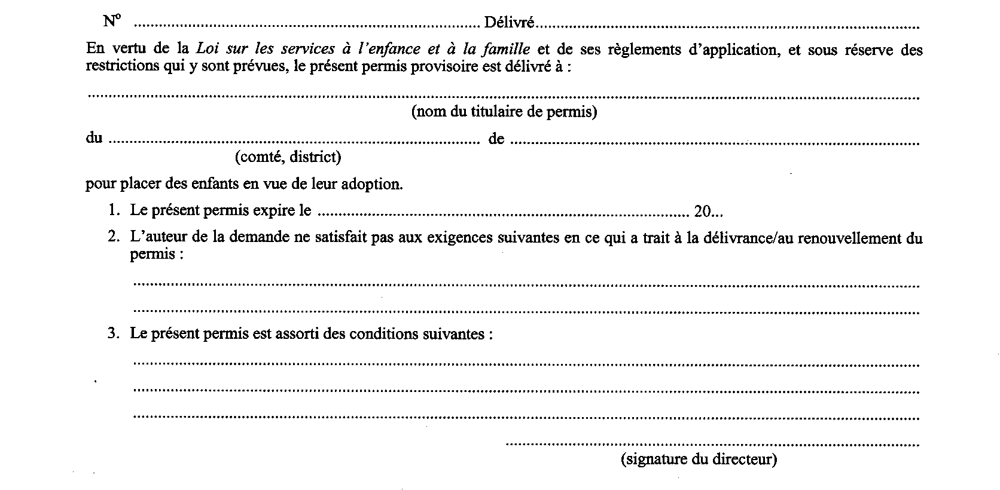 Nº ........................................................................................ Délivré................................................................................................
En vertu de la Loi sur les services à l'enfance et à la famille et de ses règlements d'application, et sous réserve des
restrictions qui y sont prévues, le présent permis provisoire est délivré à :
................................................................................................................................................................
(nom du titulaire de permis)
du ........................................................................................ de ................................................................................................
(comté, district)
pour placer des enfants en vue de leur adoption.
1. Le présent permis expire le ........................................................................................ 20...
2. L'auteur de la demande ne satisfait pas aux exigences suivantes en ce qui a trait à la délivrance/au renouvellement du
permis :
................................................................................................................................................................
................................................................................................................................................................
3. Le présent permis est assorti des conditions suivantes :
................................................................................................................................................................
................................................................................................................................................................
................................................................................................................................................................
................................................................................................
(signature du directeur)